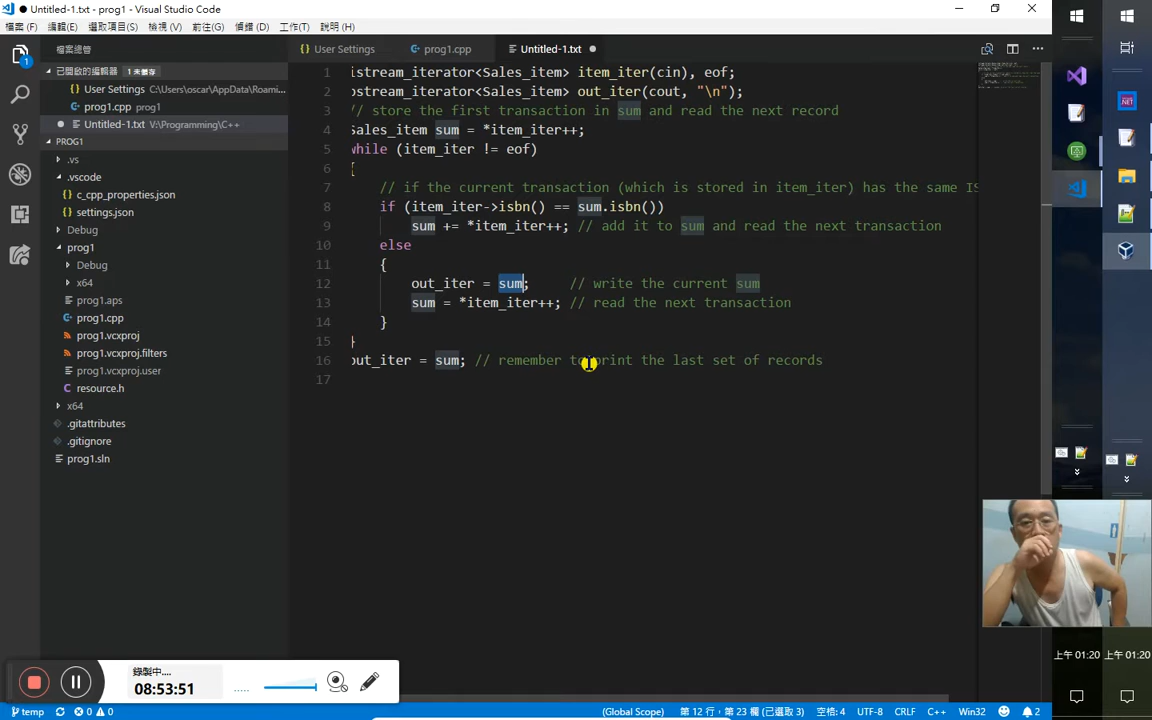 Untitled-1.txt - prog1 - Visual Studio Code
檔案(F) 編輯(E) 選取項目(S) 檢視(V) 前往(G) 偵錯(D) 工作(T) 說明(H)
檔案總管
User Settings
prog1.cpp
Untitled-1.txt
已開啟的編輯器 1 未儲存
User Settings C:\Users\oscar\AppData\Roami...
prog1.cpp prog1
Untitled-1.txt V:\Programming\C++
PROG1
.vs
.vscode
c_cpp_properties.json
settings.json
Debug
prog1
Debug
x64
prog1.aps
prog1.cpp
prog1.vcxproj
prog1.vcxproj.filters
prog1.vcxproj.user
resource.h
x64
.gitattributes
.gitignore
prog1.sln
1 istream_iterator<Sales_item> item_iter(cin), eof;
2 ostream_iterator<Sales_item> out_iter(cout, "\n");
3 // store the first transaction in sum and read the next record
4 Sales_item sum = *item_iter++;
5 while (item_iter != eof)
6 {
7 // if the current transaction (which is stored in item_iter) has the same IS
8 if (item_iter->isbn() == sum.isbn())
9 sum += *item_iter++; // add it to sum and read the next transaction
10 else
11 {
12 out_iter = sum; // write the current sum
13 sum = *item_iter++; // read the next transaction
14 }
15 }
16 out_iter = sum; // remember to print the last set of records
17
錄製中....
08:53:51
上午 01:20 上午 01:20
temp 0 0 (Global Scope) 第 12 行，第 23 欄 (已選取 3) 空格: 4 UTF-8 CRLF C++ Win32 2